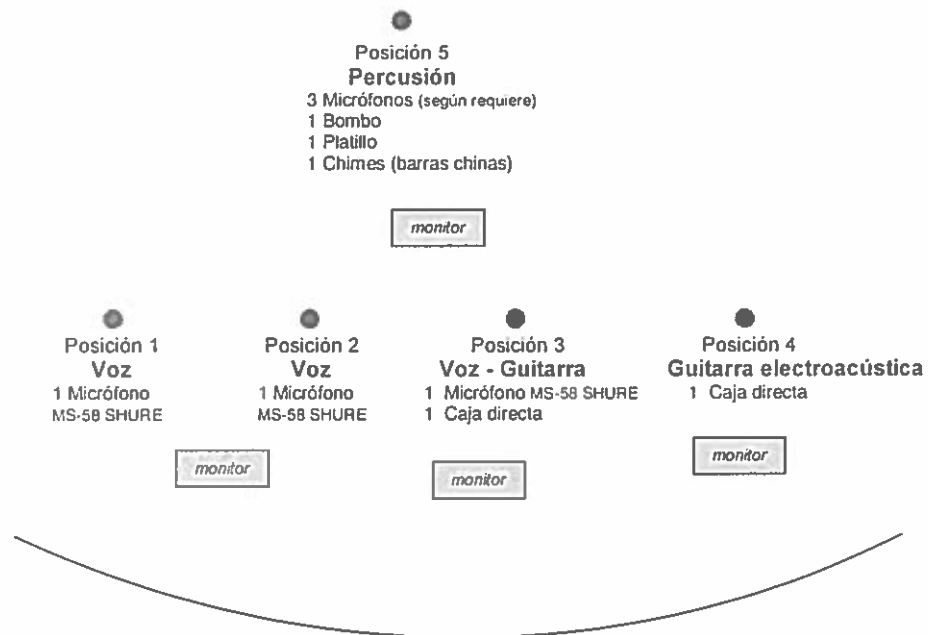 Posición 5
Percusión
3 Micrófonos (según requiere)
1 Bombo
1 Platillo
1 Chimes (barras chinas)
monitor
Posición 1
Voz
1 Micrófono
MS-58 SHURE
Posición 2
Voz
1 Micrófono
MS-58 SHURE
Posición 3
Voz - Guitarra
1 Micrófono MS-58 SHURE
1 Caja directa
Posición 4
Guitarra electroacústica
1 Caja directa
monitor
monitor
monitor